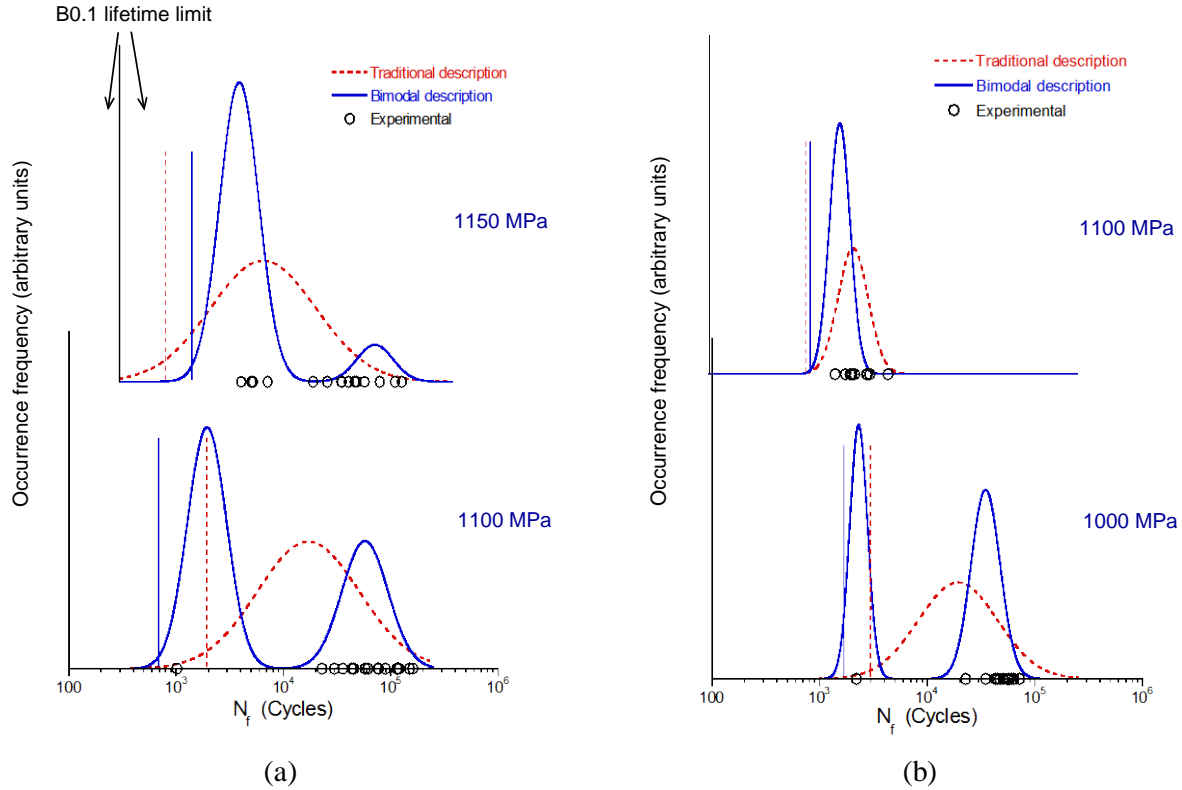 B0.1 lifetime limit
Occurrence frequency (arbitrary units)
Traditional description
Bimodal description
Experimental
1150 MPa
1100 MPa
100 10³ 10⁴ 10⁵ 10⁶
N_f (Cycles)
(a)
Occurrence frequency (arbitrary units)
Traditional description
Bimodal description
Experimental
1100 MPa
1000 MPa
100 10³ 10⁴ 10⁵ 10⁶
N_f (Cycles)
(b)